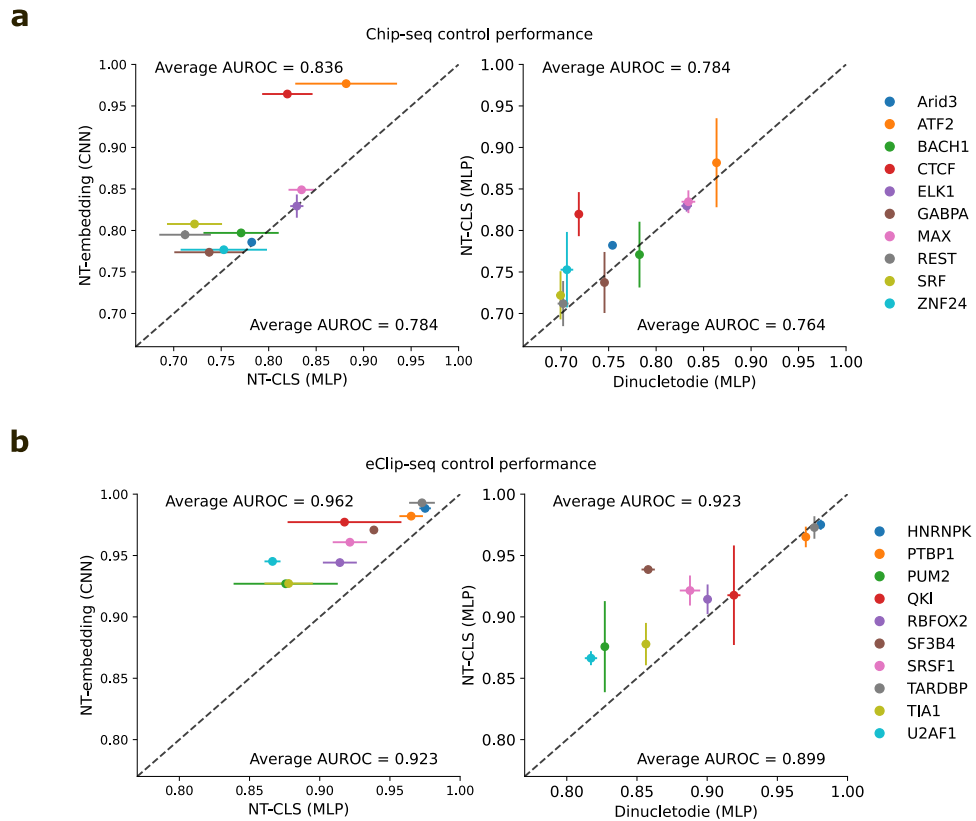 a
Chip-seq control performance
Average AUROC = 0.836
NT-embedding (CNN)
1.00
0.95
0.90
0.85
0.80
0.75
0.70
Average AUROC = 0.784
0.70 0.75 0.80 0.85 0.90 0.95 1.00
NT-CLS (MLP)
Average AUROC = 0.784
NT-CLS (MLP)
1.00
0.95
0.90
0.85
0.80
0.75
0.70
Average AUROC = 0.764
0.70 0.75 0.80 0.85 0.90 0.95 1.00
Dinucletodie (MLP)
Arid3
ATF2
BACH1
CTCF
ELK1
GABPA
MAX
REST
SRF
ZNF24
b
eClip-seq control performance
Average AUROC = 0.962
NT-embedding (CNN)
1.00
0.95
0.90
0.85
0.80
Average AUROC = 0.923
0.80 0.85 0.90 0.95 1.00
NT-CLS (MLP)
Average AUROC = 0.923
NT-CLS (MLP)
1.00
0.95
0.90
0.85
0.80
Average AUROC = 0.899
0.80 0.85 0.90 0.95 1.00
Dinucletodie (MLP)
HNRNPK
PTBP1
PUM2
QKI
RBFOX2
SF3B4
SRSF1
TARDBP
TIA1
U2AF1